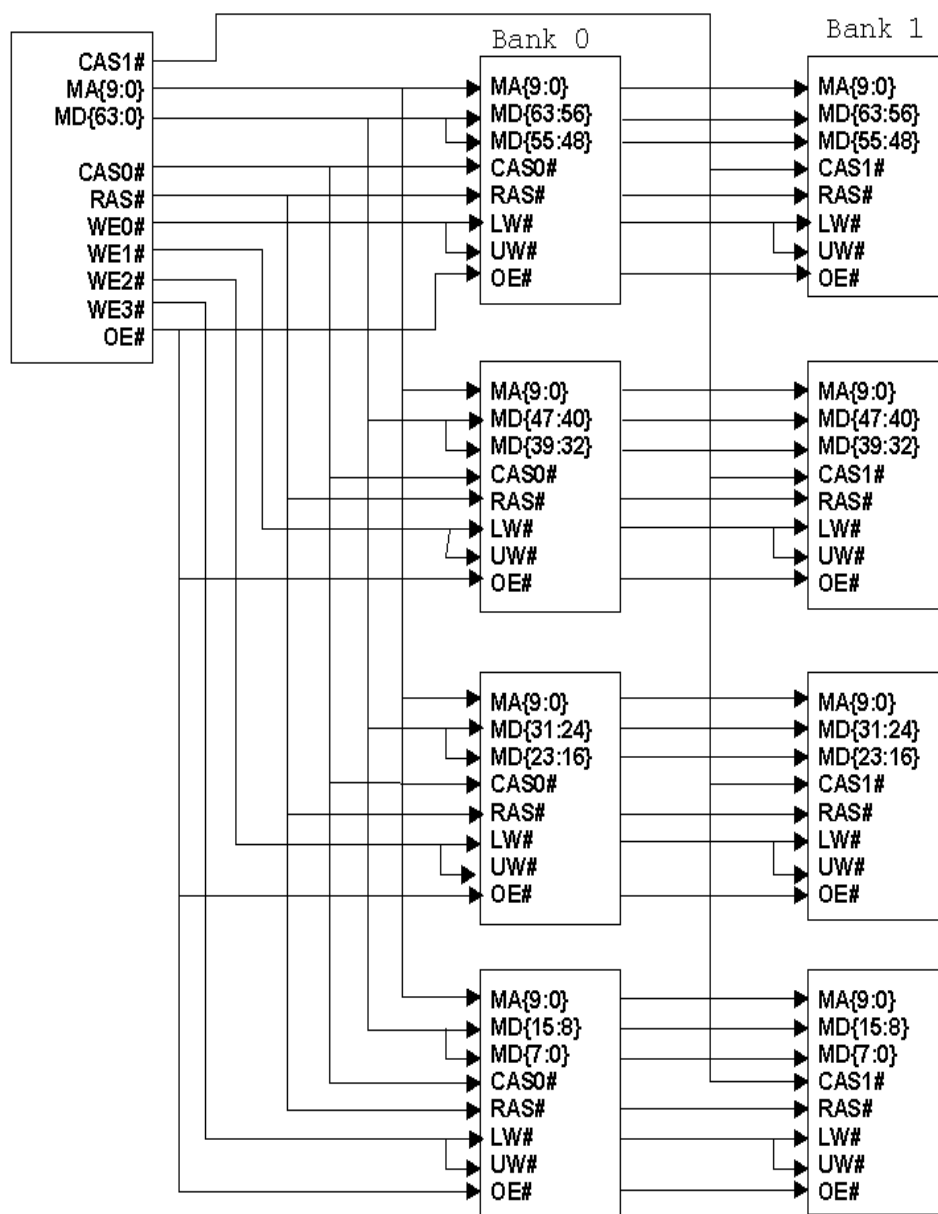 Bank 0
Bank 1
CAS1#
MA{9:0}
MD{63:0}
CAS0#
RAS#
WE0#
WE1#
WE2#
WE3#
OE#
MA{9:0}
MD{63:56}
MD{55:48}
CAS0#
RAS#
LW#
UW#
OE#
MA{9:0}
MD{63:56}
MD{55:48}
CAS1#
RAS#
LW#
UW#
OE#
MA{9:0}
MD{47:40}
MD{39:32}
CAS0#
RAS#
LW#
UW#
OE#
MA{9:0}
MD{47:40}
MD{39:32}
CAS1#
RAS#
LW#
UW#
OE#
MA{9:0}
MD{31:24}
MD{23:16}
CAS0#
RAS#
LW#
UW#
OE#
MA{9:0}
MD{31:24}
MD{23:16}
CAS1#
RAS#
LW#
UW#
OE#
MA{9:0}
MD{15:8}
MD{7:0}
CAS0#
RAS#
LW#
UW#
OE#
MA{9:0}
MD{15:8}
MD{7:0}
CAS1#
RAS#
LW#
UW#
OE#